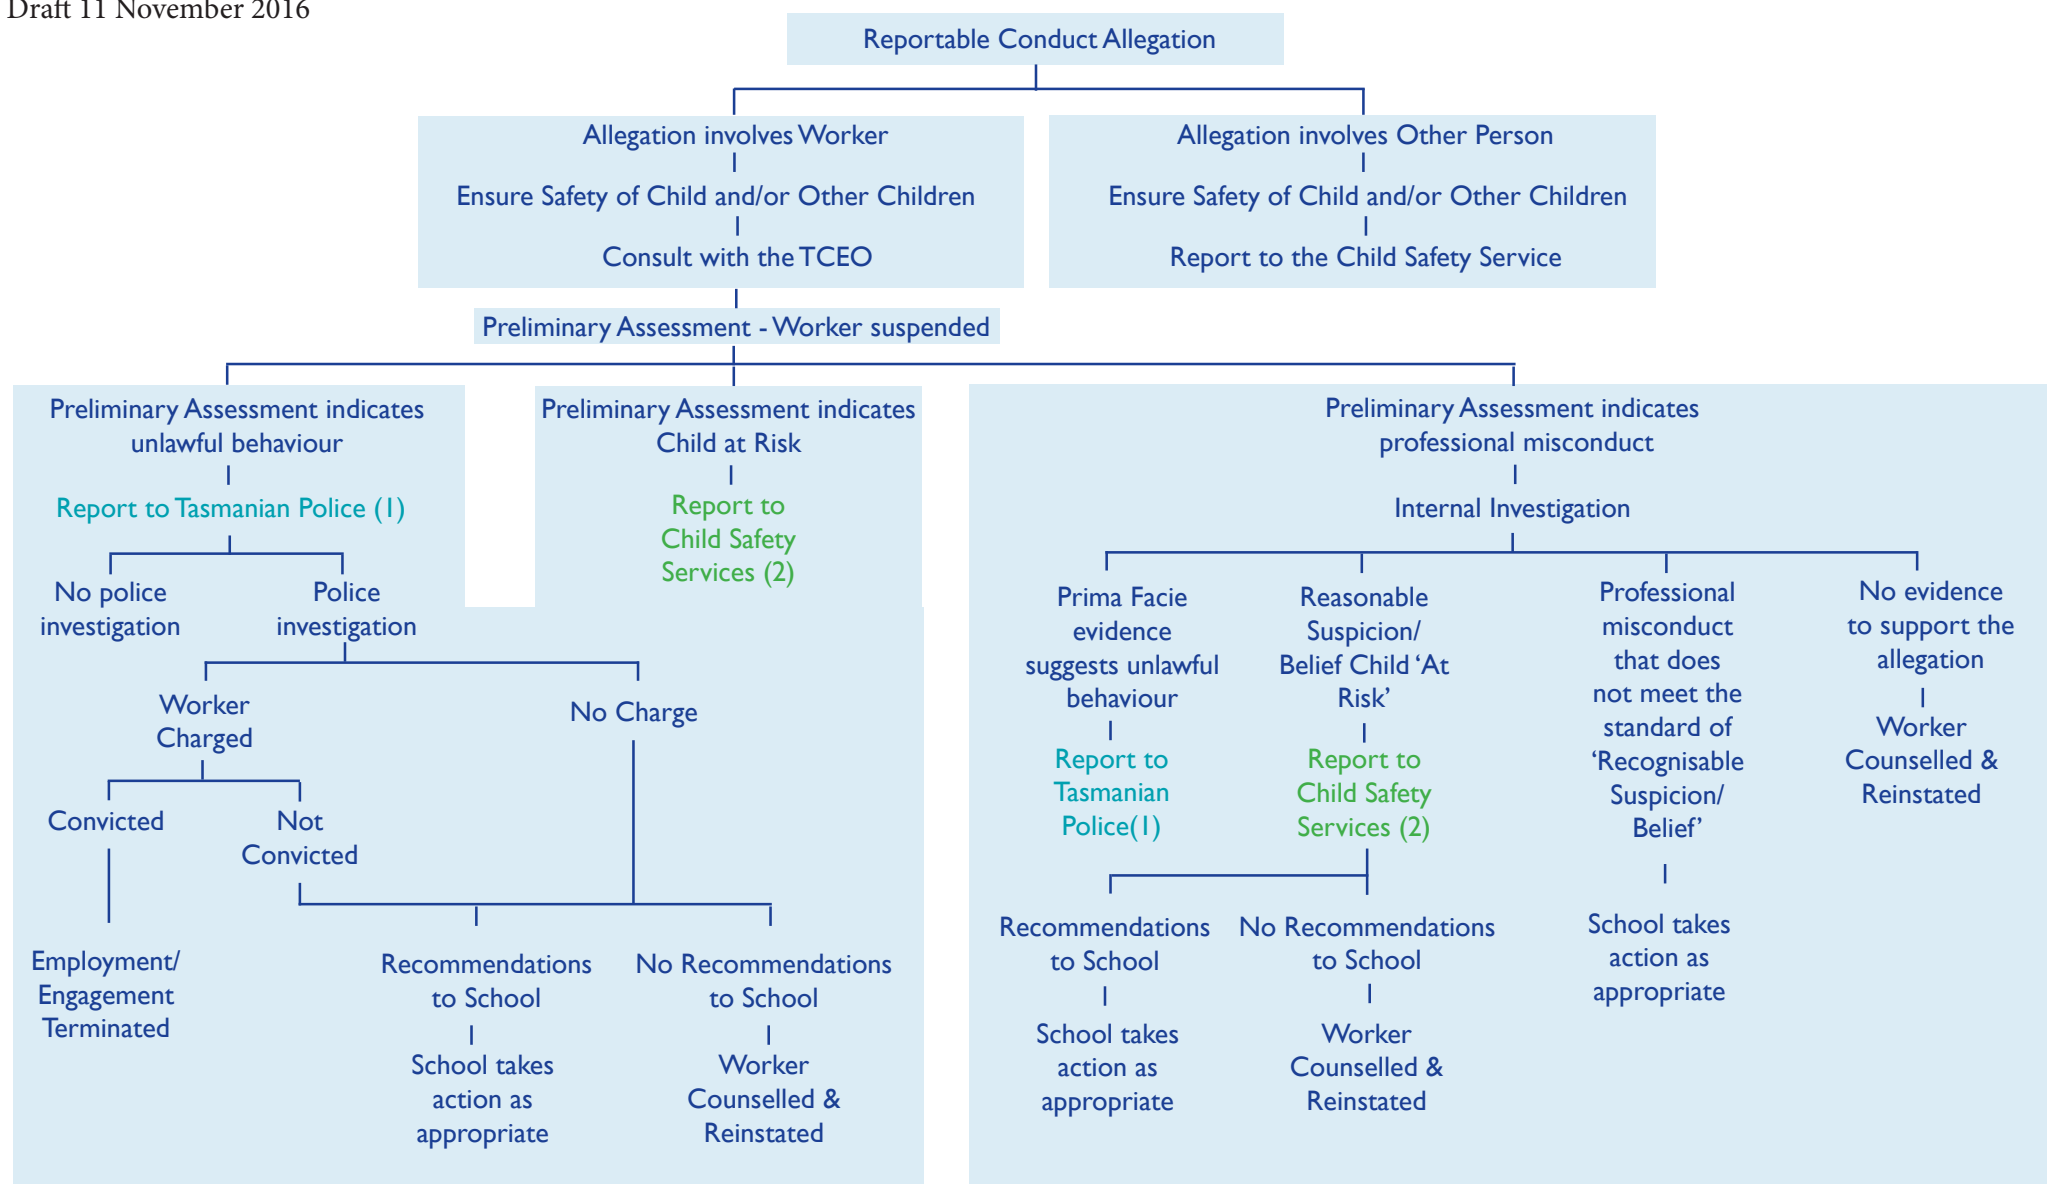 Draft 11 November 2016
Reportable Conduct Allegation
Allegation involves Worker
Ensure Safety of Child and/or Other Children
Consult with the TCEO
Allegation involves Other Person
Ensure Safety of Child and/or Other Children
Report to the Child Safety Service
Preliminary Assessment - Worker suspended
Preliminary Assessment indicates
unlawful behaviour
Report to Tasmanian Police (1)
No police
investigation
Police
investigation
Worker
Charged
No Charge
Convicted
Not
Convicted
Employment/
Engagement
Terminated
Recommendations
to School
School takes
action as
appropriate
No Recommendations
to School
Worker
Counselled &
Reinstated
Preliminary Assessment indicates
Child at Risk
Report to
Child Safety
Services (2)
Preliminary Assessment indicates
professional misconduct
Internal Investigation
Prima Facie
evidence
suggests unlawful
behaviour
Report to
Tasmanian
Police(1)
Reasonable
Suspicion/
Belief Child ‘At
Risk’
Report to
Child Safety
Services (2)
Recommendations
to School
School takes
action as
appropriate
No Recommendations
to School
Worker
Counselled &
Reinstated
Professional
misconduct
that does
not meet the
standard of
‘Recognisable
Suspicion/
Belief’
School takes
action as
appropriate
No evidence
to support the
allegation
Worker
Counselled &
Reinstated